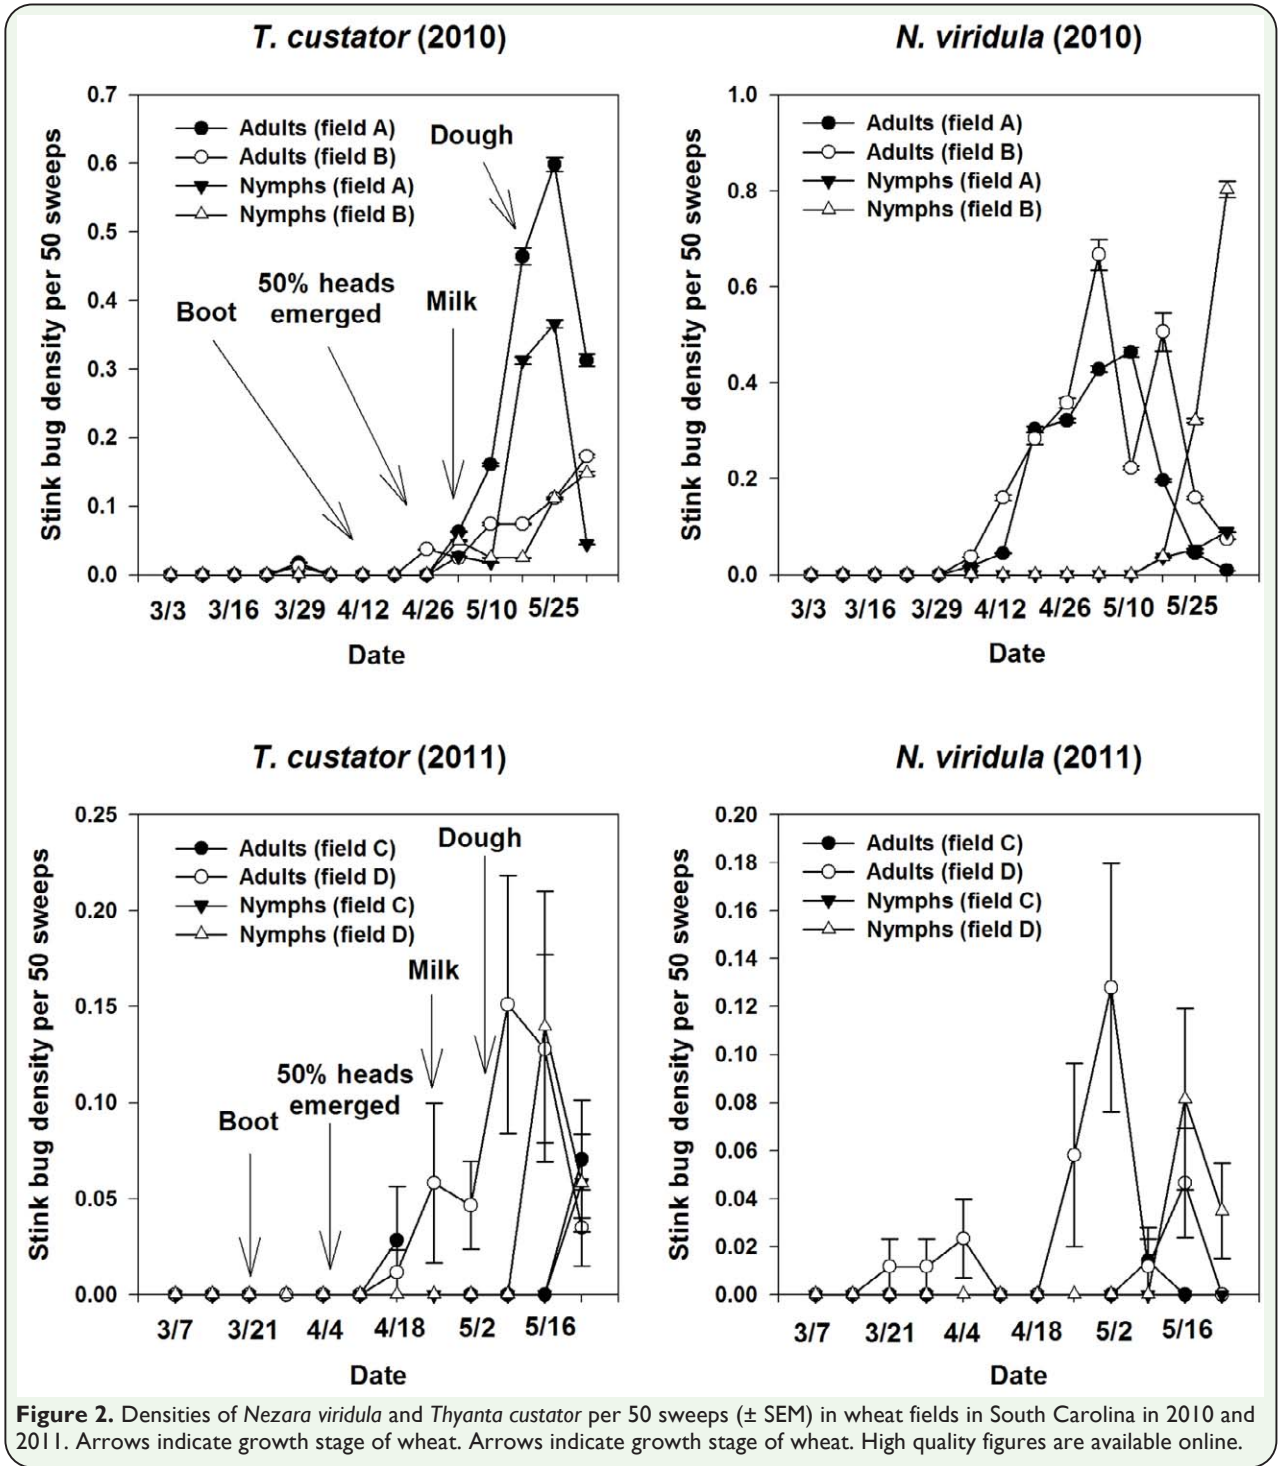 T. custator (2010)
0.7
0.6
0.5
0.4
0.3
0.2
0.1
0.0
Stink bug density per 50 sweeps
Adults (field A)
Adults (field B)
Nymphs (field A)
Nymphs (field B)
Dough
50% heads
emerged
Boot
Milk
3/3 3/16 3/29 4/12 4/26 5/10 5/25
Date
N. viridula (2010)
1.0
0.8
0.6
0.4
0.2
0.0
Stink bug density per 50 sweeps
Adults (field A)
Adults (field B)
Nymphs (field A)
Nymphs (field B)
3/3 3/16 3/29 4/12 4/26 5/10 5/25
Date
T. custator (2011)
0.25
0.20
0.15
0.10
0.05
0.00
Stink bug density per 50 sweeps
Adults (field C)
Adults (field D)
Nymphs (field C)
Nymphs (field D)
Dough
Milk
50% heads
emerged
Boot
3/7 3/21 4/4 4/18 5/2 5/16
Date
N. viridula (2011)
0.20
0.18
0.16
0.14
0.12
0.10
0.08
0.06
0.04
0.02
0.00
Stink bug density per 50 sweeps
Adults (field C)
Adults (field D)
Nymphs (field C)
Nymphs (field D)
3/7 3/21 4/4 4/18 5/2 5/16
Date
Figure 2. Densities of Nezara viridula and Thyanta custator per 50 sweeps (± SEM) in wheat fields in South Carolina in 2010 and
2011. Arrows indicate growth stage of wheat. Arrows indicate growth stage of wheat. High quality figures are available online.